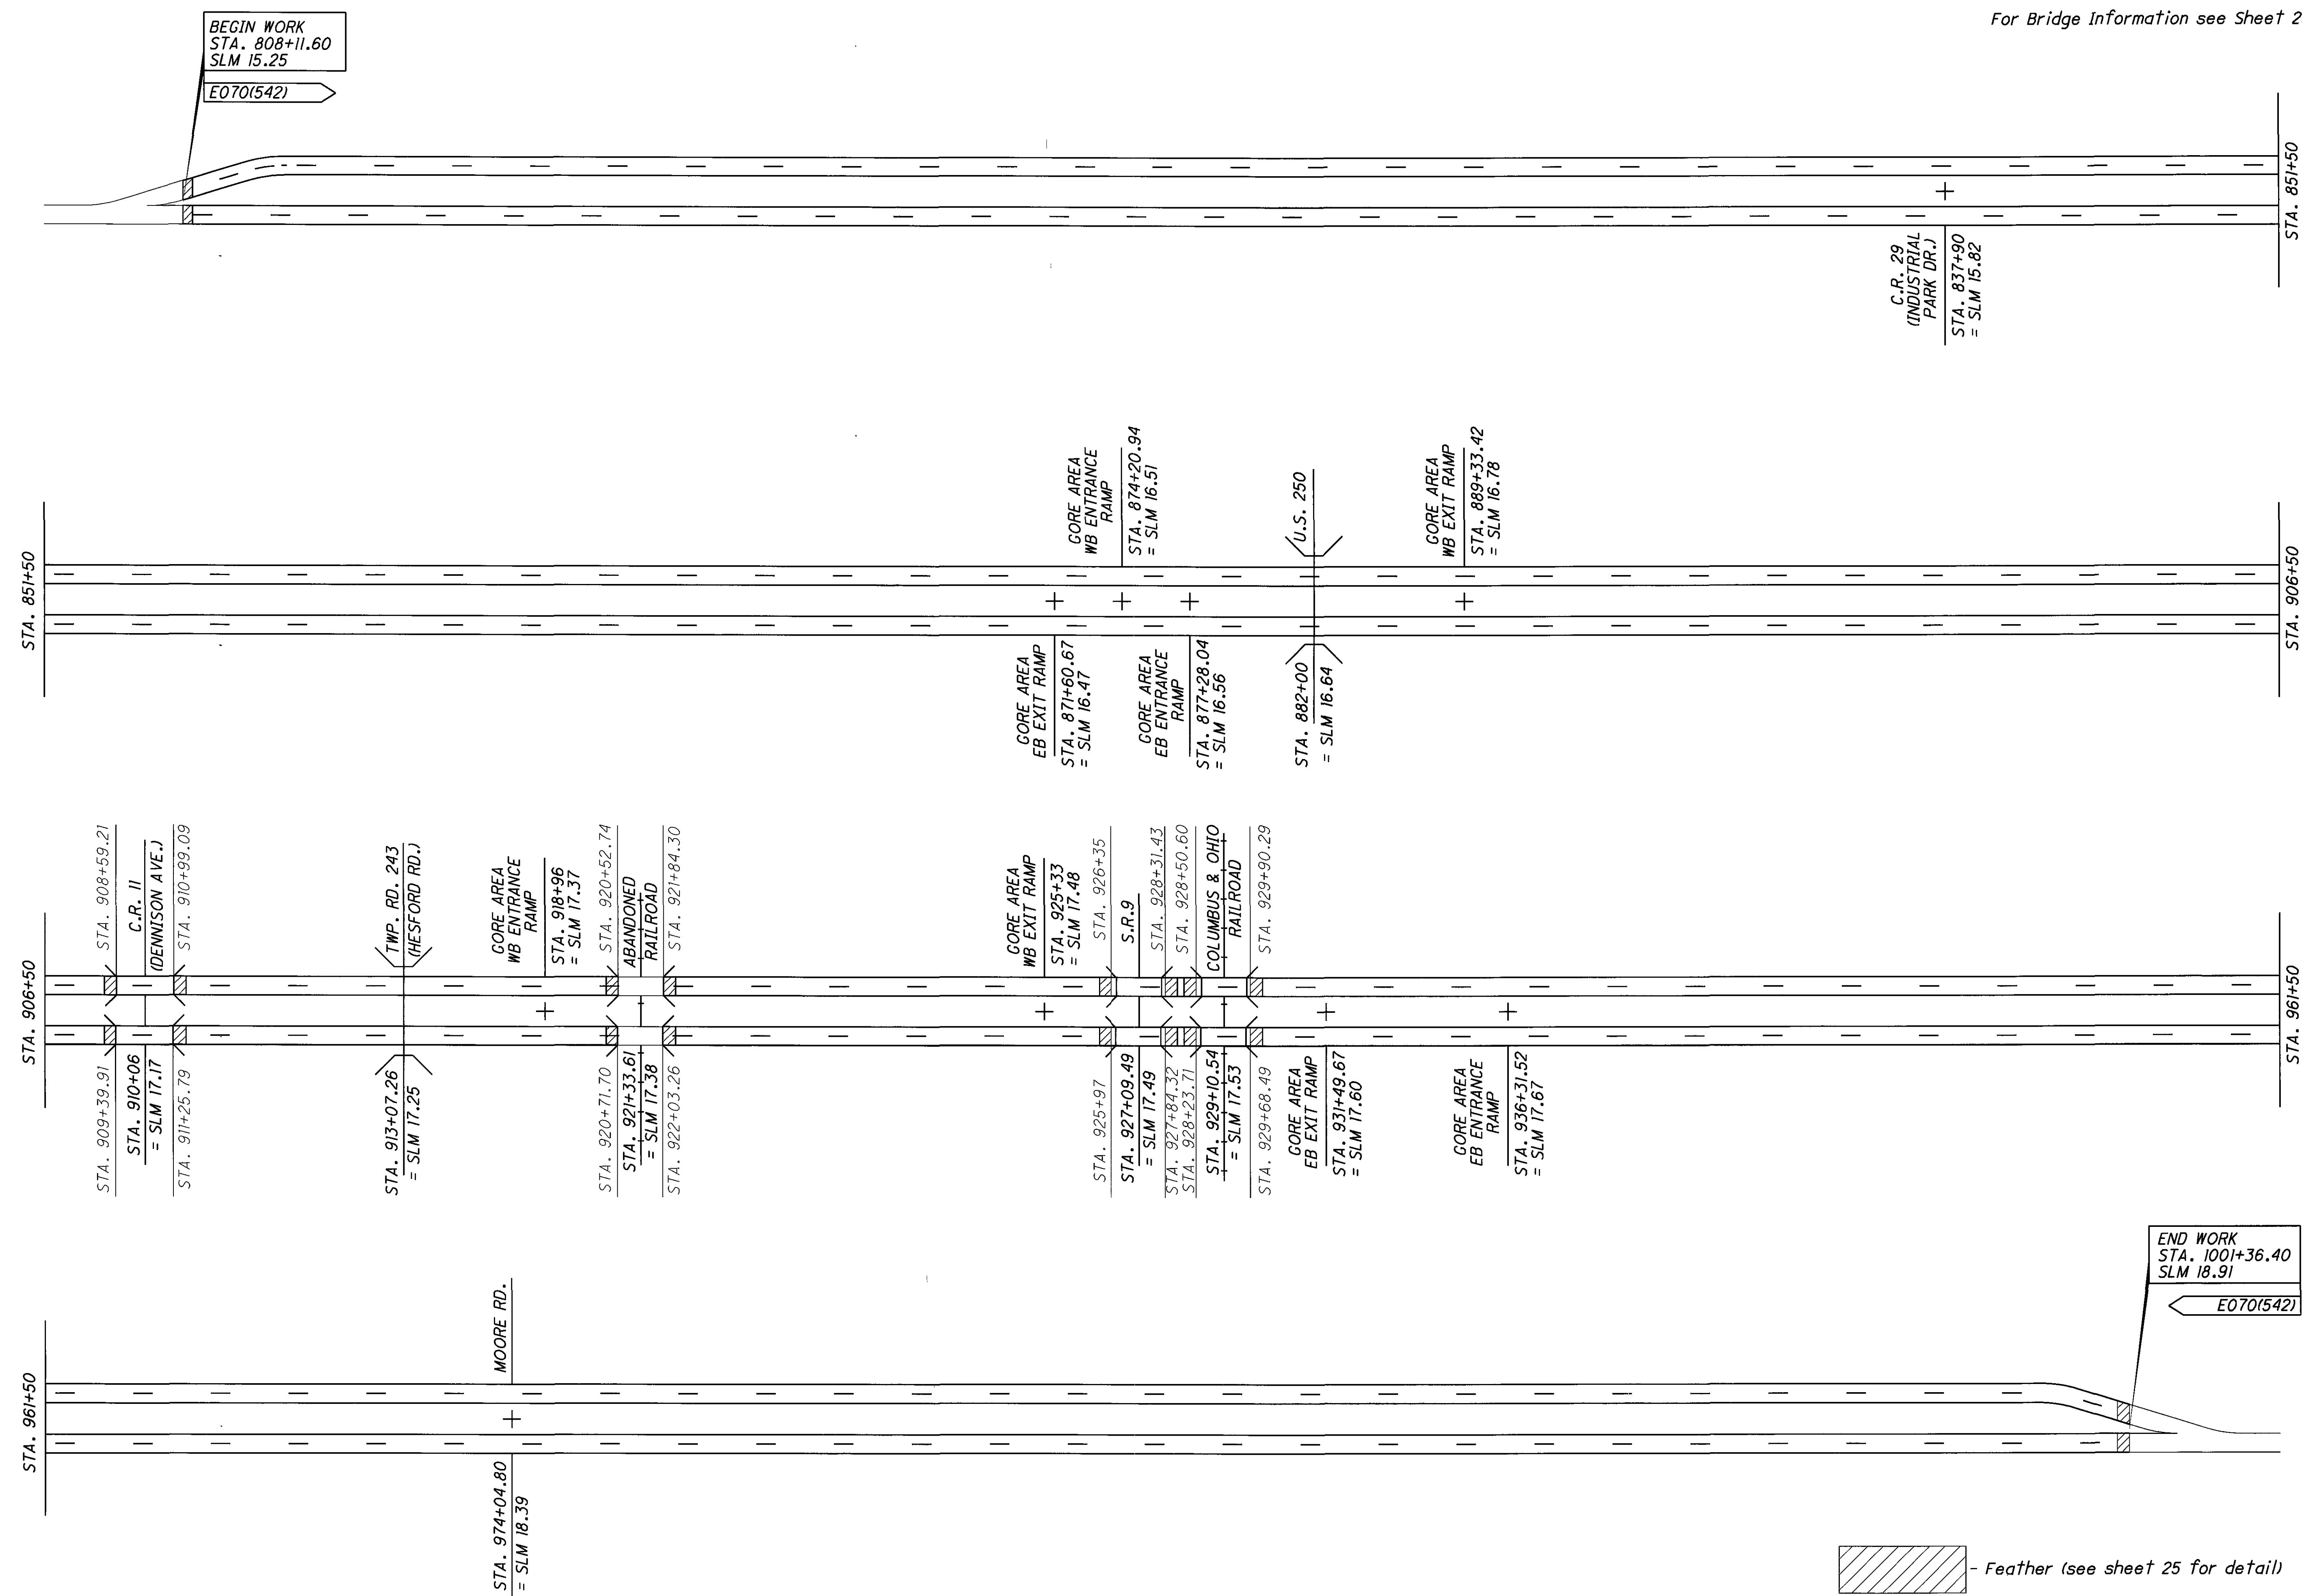 For Bridge Information see Sheet 2
BEGIN WORK
STA. 808+11.60
SLM 15.25
E070(542)
STA. 851+50
C.R. 29
(INDUSTRIAL
PARK DR.)
STA. 837+90
= SLM 15.82
STA. 851+50
GORE AREA
WB ENTRANCE
RAMP
STA. 874+20.94
= SLM 16.51
U.S. 250
GORE AREA
WB EXIT RAMP
STA. 889+33.42
= SLM 16.78
STA. 906+50
GORE AREA
EB EXIT RAMP
STA. 871+60.67
= SLM 16.47
GORE AREA
EB ENTRANCE
RAMP
STA. 877+28.04
= SLM 16.56
STA. 882+00
= SLM 16.64
STA. 906+50
STA. 908+59.21
C.R. 11
(DENNISON AVE.)
STA. 910+99.09
TWP. RD. 243
(HESFORD RD.)
GORE AREA
WB ENTRANCE
RAMP
STA. 918+96
= SLM 17.37
STA. 920+52.74
ABANDONED
RAILROAD
STA. 921+84.30
GORE AREA
WB EXIT RAMP
STA. 925+33
= SLM 17.48
STA. 926+35
S.R.9
STA. 928+31.43
STA. 928+50.60
COLUMBUS & OHIO
RAILROAD
STA. 929+90.29
STA. 961+50
STA. 909+39.91
STA. 910+06
= SLM 17.17
STA. 911+25.79
STA. 913+07.26
= SLM 17.25
STA. 920+71.70
STA. 921+33.61
= SLM 17.38
STA. 922+03.26
STA. 925+97
STA. 927+09.49
= SLM 17.49
STA. 927+84.32
STA. 928+23.71
STA. 929+10.54
= SLM 17.53
STA. 929+68.49
GORE AREA
EB EXIT RAMP
STA. 931+49.67
= SLM 17.60
GORE AREA
EB ENTRANCE
RAMP
STA. 936+31.52
= SLM 17.67
END WORK
STA. 1001+36.40
SLM 18.91
E070(542)
STA. 961+50
MOORE RD.
STA. 974+04.80
= SLM 18.39
- Feather (see sheet 25 for detail)